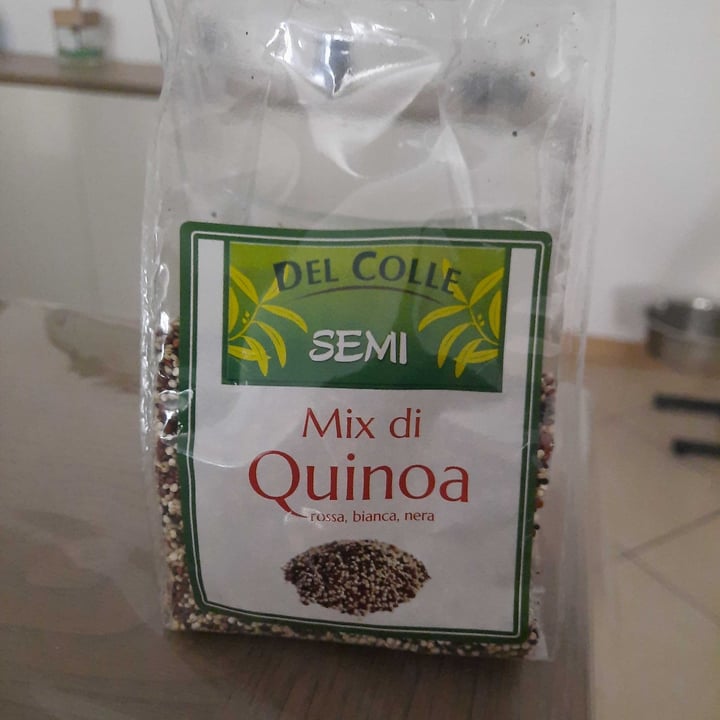 DEL COLLE
SEMI
Mix di
Quinoa
rossa, bianca, nera